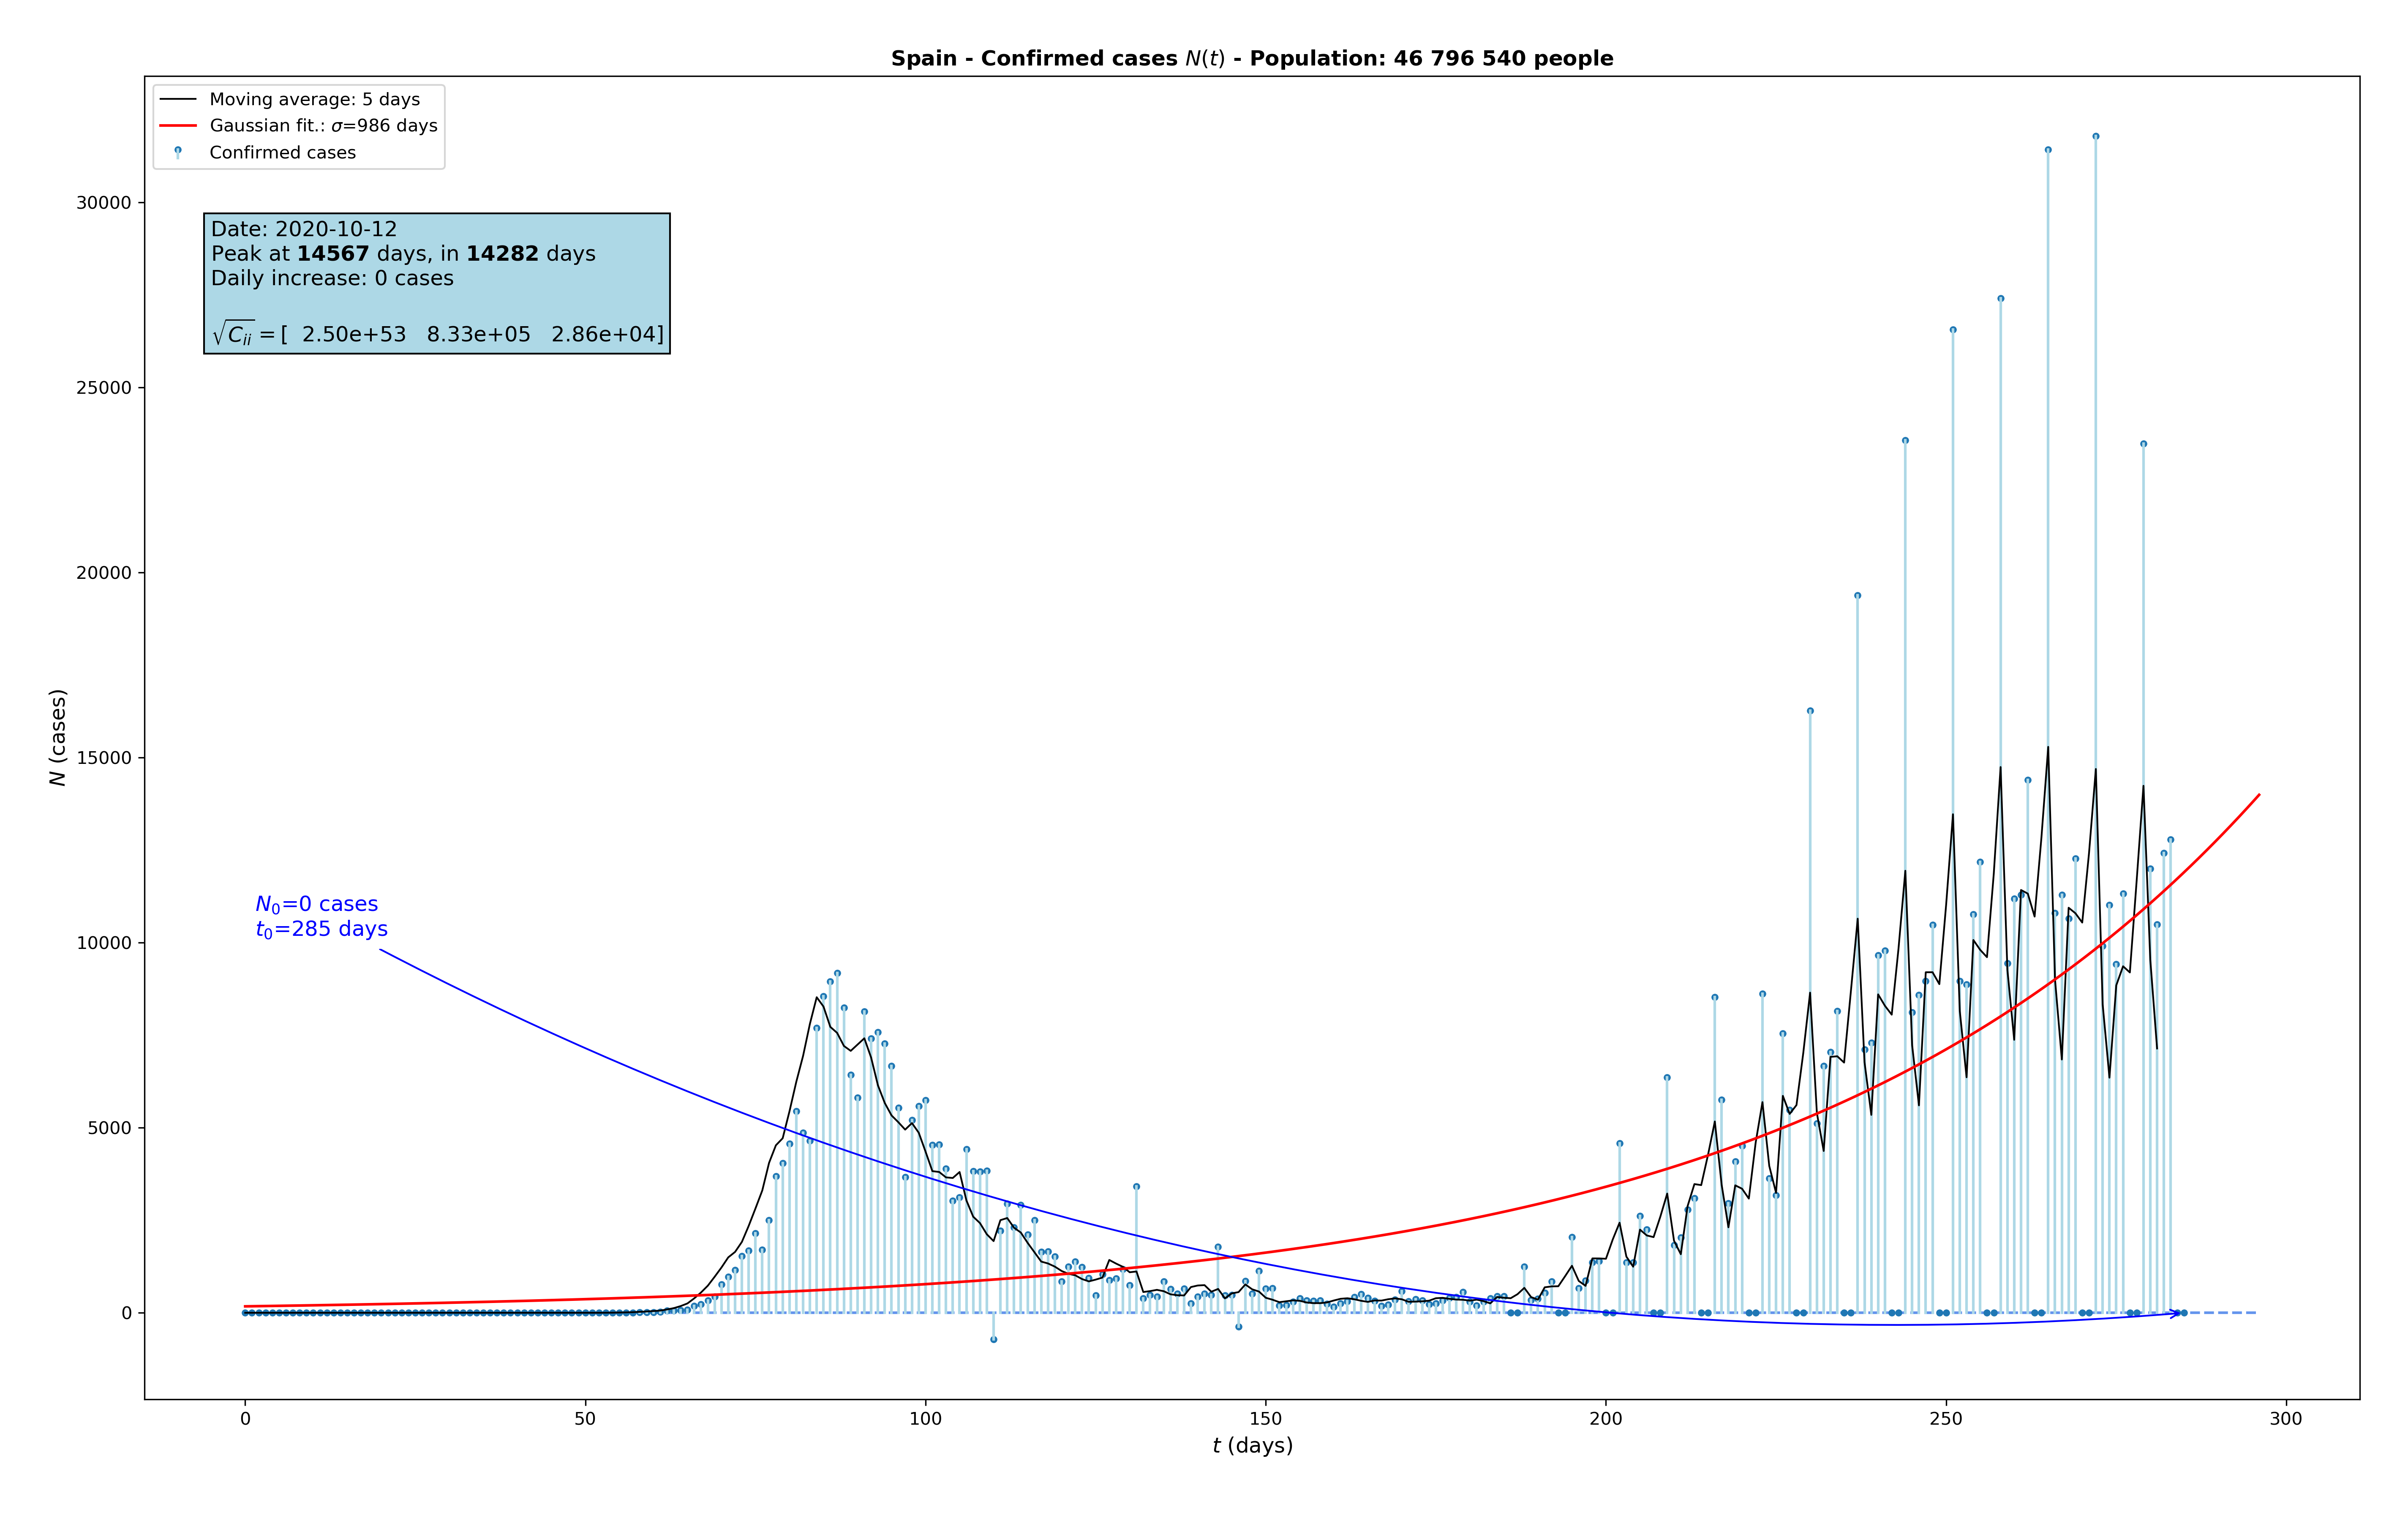 Spain - Confirmed cases N(t) - Population: 46 796 540 people
Moving average: 5 days
Gaussian fit.: σ=986 days
Confirmed cases
Date: 2020-10-12
Peak at 14567 days, in 14282 days
Daily increase: 0 cases
√Cᵢᵢ = [ 2.50e+53 8.33e+05 2.86e+04]
N₀=0 cases
t₀=285 days
N (cases)
30000
25000
20000
15000
10000
5000
0
0 50 100 150 200 250 300
t (days)